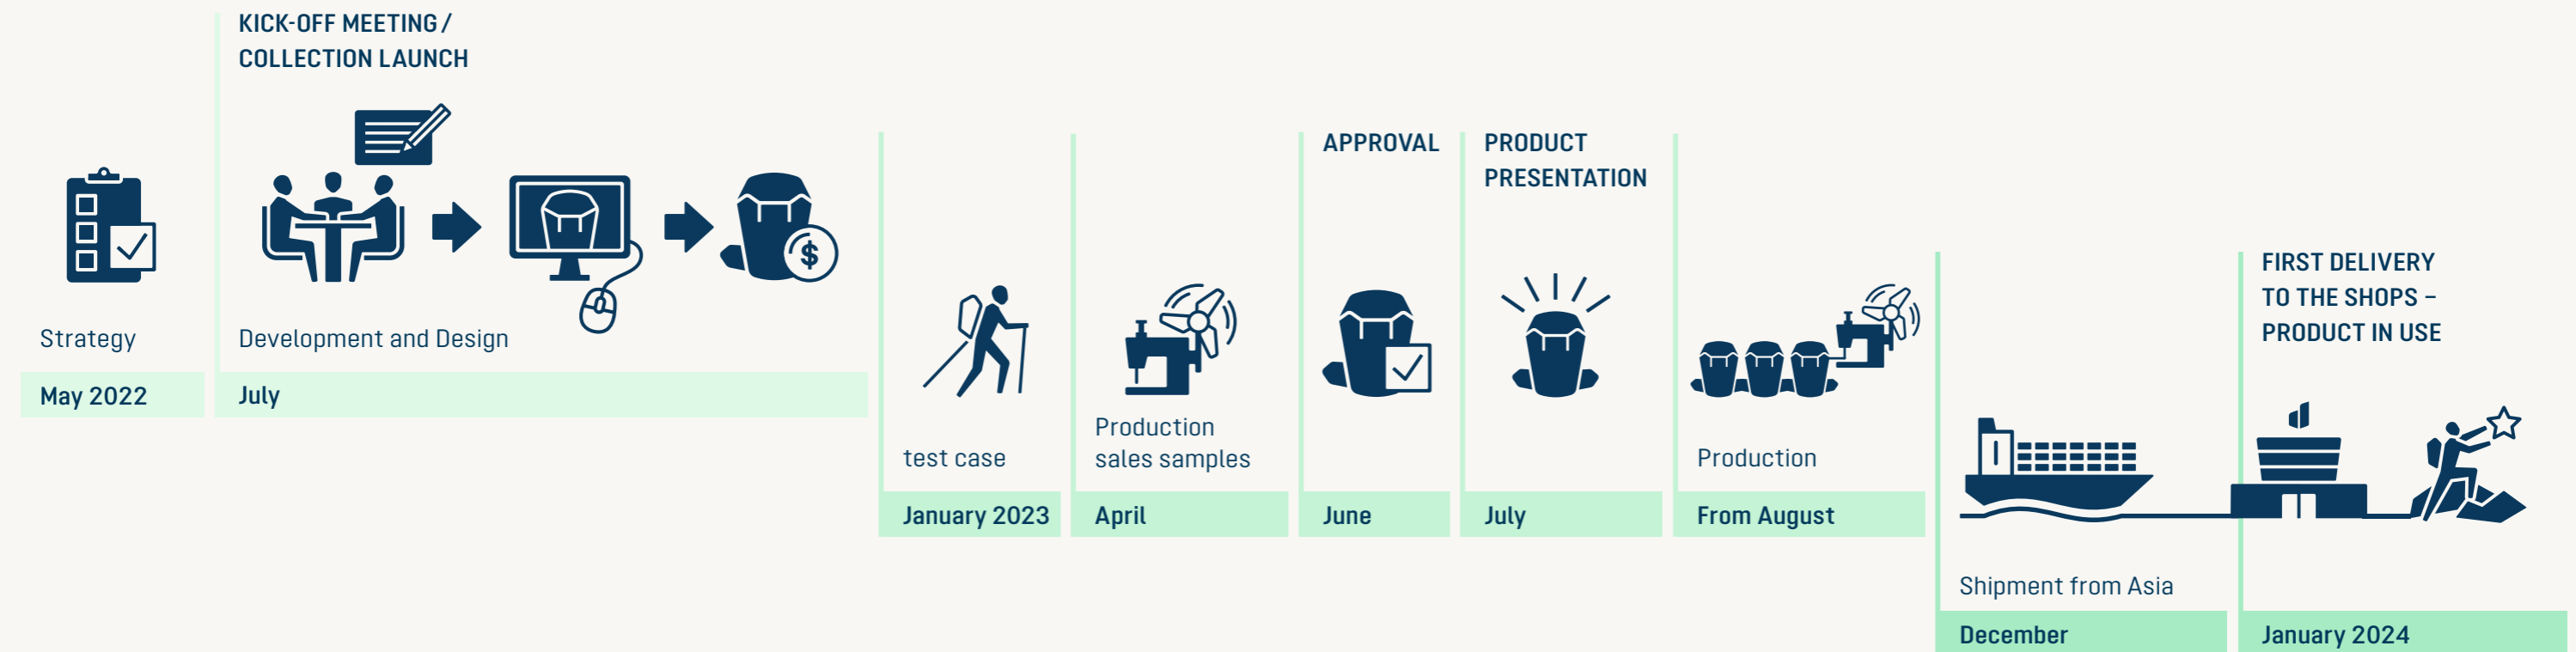 KICK-OFF MEETING/
COLLECTION LAUNCH
Strategy
May 2022
Development and Design
July
$
test case
January 2023
Production
sales samples
April
APPROVAL
June
PRODUCT
PRESENTATION
July
Production
From August
Shipment from Asia
December
FIRST DELIVERY
TO THE SHOPS –
PRODUCT IN USE
January 2024